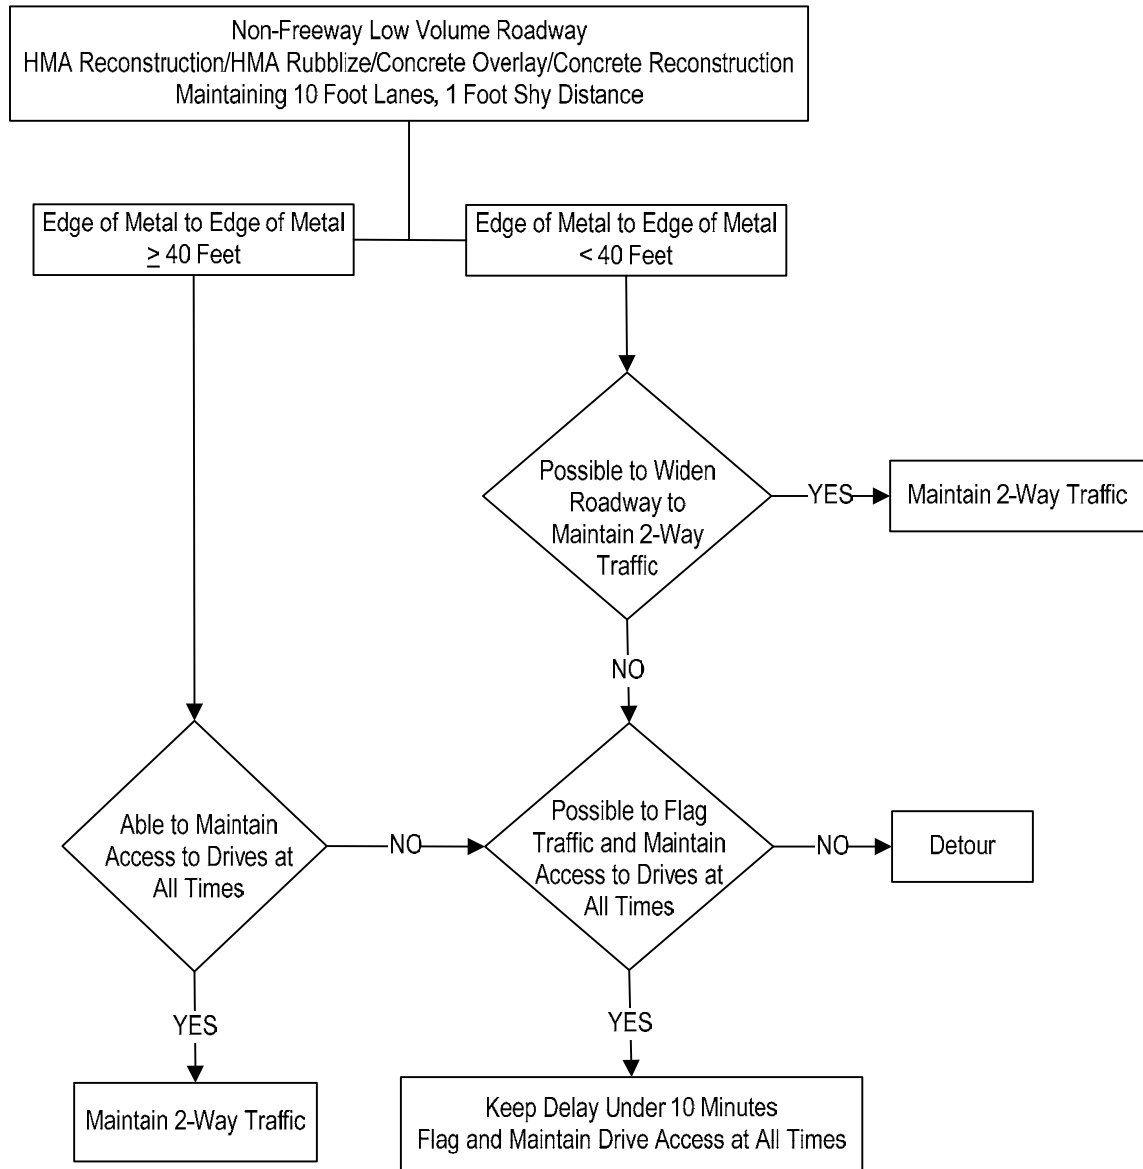 Non-Freeway Low Volume Roadway
HMA Reconstruction/HMA Rubblize/Concrete Overlay/Concrete Reconstruction
Maintaining 10 Foot Lanes, 1 Foot Shy Distance
Edge of Metal to Edge of Metal
≥ 40 Feet
Edge of Metal to Edge of Metal
< 40 Feet
Possible to Widen
Roadway to
Maintain 2-Way
Traffic
YES
Maintain 2-Way Traffic
NO
Able to Maintain
Access to Drives at
All Times
NO
Possible to Flag
Traffic and Maintain
Access to Drives at
All Times
NO
Detour
YES
YES
Maintain 2-Way Traffic
Keep Delay Under 10 Minutes
Flag and Maintain Drive Access at All Times